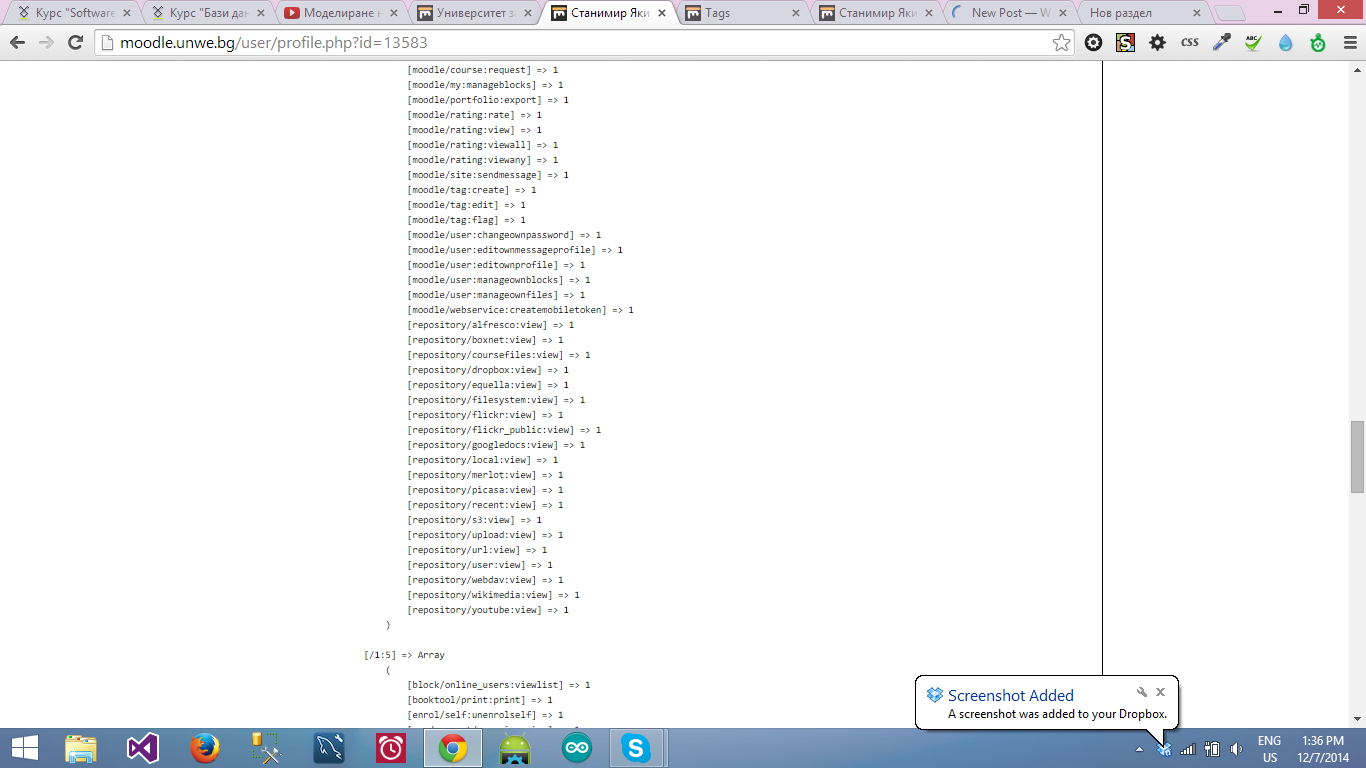 Курс "Software
Курс "Бази дан
Моделиране н
Университет за
Станимир Яки
Tags
Станимир Яки
New Post — W
Нов раздел
moodle.unwe.bg/user/profile.php?id=13583
ABC
CSS
[moodle/course:request] => 1
[moodle/my:manageblocks] => 1
[moodle/portfolio:export] => 1
[moodle/rating:rate] => 1
[moodle/rating:view] => 1
[moodle/rating:viewall] => 1
[moodle/rating:viewany] => 1
[moodle/site:sendmessage] => 1
[moodle/tag:create] => 1
[moodle/tag:edit] => 1
[moodle/tag:flag] => 1
[moodle/user:changeownpassword] => 1
[moodle/user:editownmessageprofile] => 1
[moodle/user:editownprofile] => 1
[moodle/user:manageownblocks] => 1
[moodle/user:manageownfiles] => 1
[moodle/webservice:createmobiletoken] => 1
[repository/alfresco:view] => 1
[repository/boxnet:view] => 1
[repository/coursefiles:view] => 1
[repository/dropbox:view] => 1
[repository/equella:view] => 1
[repository/filesystem:view] => 1
[repository/flickr:view] => 1
[repository/flickr_public:view] => 1
[repository/googledocs:view] => 1
[repository/local:view] => 1
[repository/merlot:view] => 1
[repository/picasa:view] => 1
[repository/recent:view] => 1
[repository/s3:view] => 1
[repository/upload:view] => 1
[repository/url:view] => 1
[repository/user:view] => 1
[repository/webdav:view] => 1
[repository/wikimedia:view] => 1
[repository/youtube:view] => 1
)
[/1:5] => Array
(
[block/online_users:viewlist] => 1
[booktool/print:print] => 1
[enrol/self:unenrolself] => 1
Screenshot Added
A screenshot was added to your Dropbox.
ENG
US
1:36 PM
12/7/2014